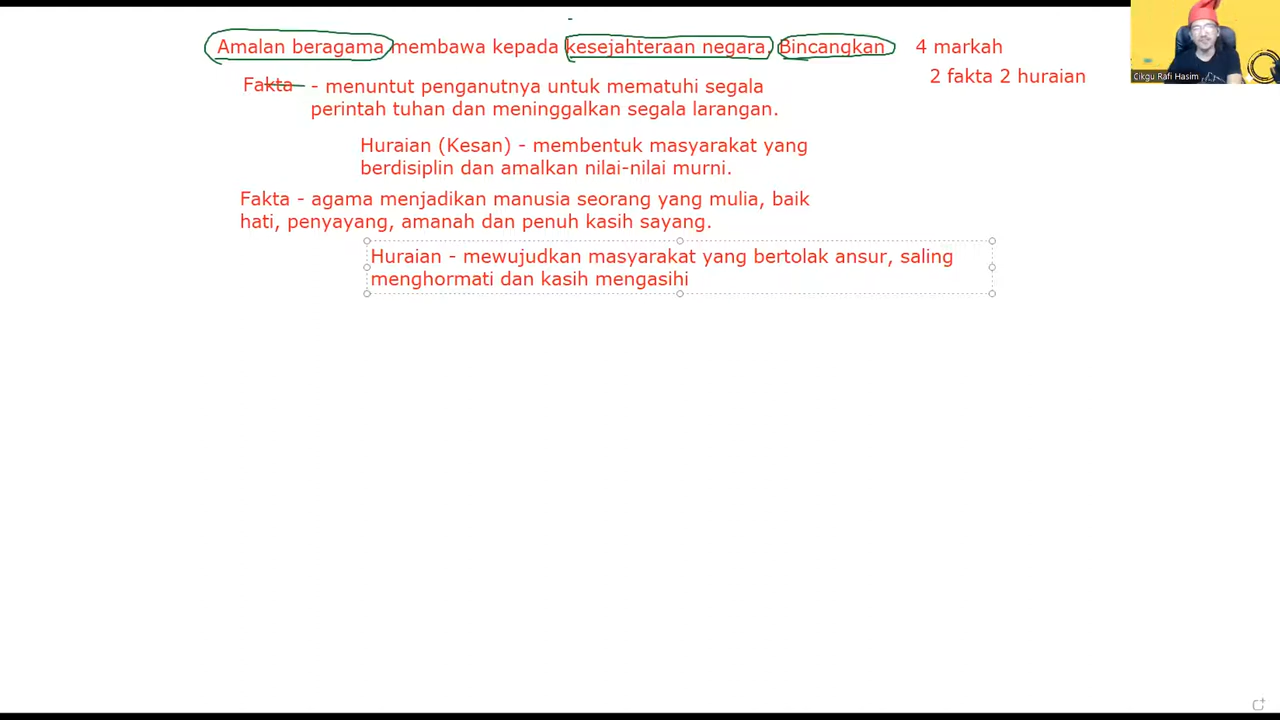 Amalan beragama membawa kepada kesejahteraan negara. Bincangkan 4 markah
2 fakta 2 huraian
Fakta - menuntut penganutnya untuk mematuhi segala
perintah tuhan dan meninggalkan segala larangan.
Huraian (Kesan) - membentuk masyarakat yang
berdisiplin dan amalkan nilai-nilai murni.
Fakta - agama menjadikan manusia seorang yang mulia, baik
hati, penyayang, amanah dan penuh kasih sayang.
Huraian - mewujudkan masyarakat yang bertolak ansur, saling
menghormati dan kasih mengasihi
Cikgu Rafi Hasim